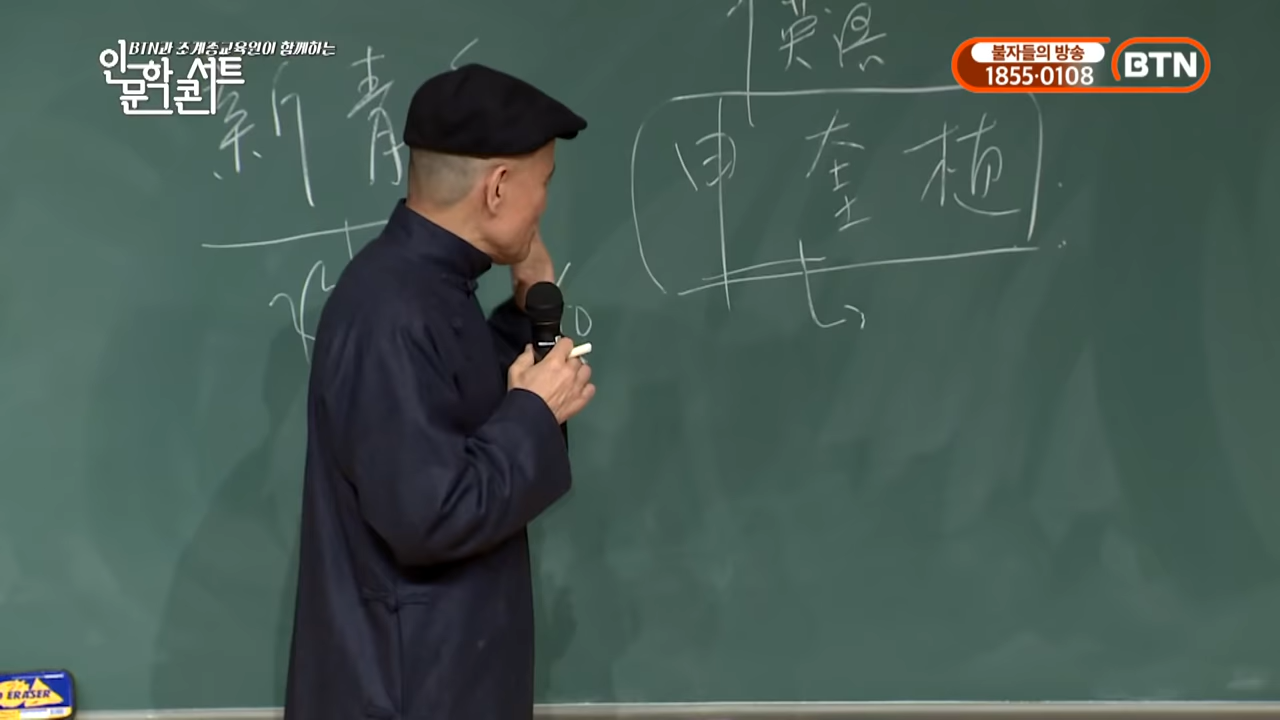 BTN과 조계종교육원이 함께하는
인문학 콘서트
불자들의 방송
1855·0108
BTN
新青
申奎植
ERASER